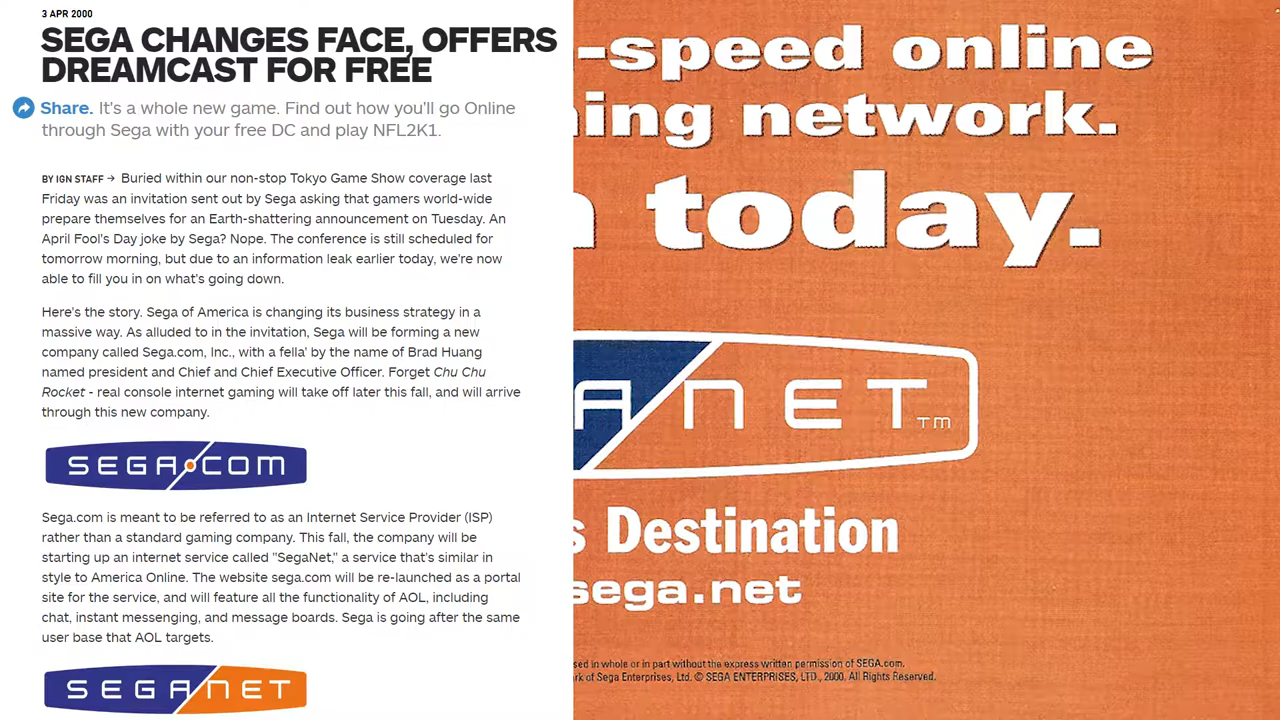 3 APR 2000
SEGA CHANGES FACE, OFFERS
DREAMCAST FOR FREE
Share. It's a whole new game. Find out how you'll go Online
through Sega with your free DC and play NFL2K1.
BY IGN STAFF → Buried within our non-stop Tokyo Game Show coverage last
Friday was an invitation sent out by Sega asking that gamers world-wide
prepare themselves for an Earth-shattering announcement on Tuesday. An
April Fool's Day joke by Sega? Nope. The conference is still scheduled for
tomorrow morning, but due to an information leak earlier today, we're now
able to fill you in on what's going down.
Here's the story. Sega of America is changing its business strategy in a
massive way. As alluded to in the invitation, Sega will be forming a new
company called Sega.com, Inc., with a fella' by the name of Brad Huang
named president and Chief and Chief Executive Officer. Forget Chu Chu
Rocket - real console internet gaming will take off later this fall, and will arrive
through this new company.
SEGA.COM
Sega.com is meant to be referred to as an Internet Service Provider (ISP)
rather than a standard gaming company. This fall, the company will be
starting up an internet service called "SegaNet," a service that's similar in
style to America Online. The website sega.com will be re-launched as a portal
site for the service, and will feature all the functionality of AOL, including
chat, instant messenging, and message boards. Sega is going after the same
user base that AOL targets.
SEGANET
-speed online
ing network.
today.
A/NET™
s Destination
sega.net
sed in whole or in part without the express written permission of SEGA.com.
rk of Sega Enterprises, Ltd. © SEGA ENTERPRISES, LTD., 2000. All Rights Reserved.